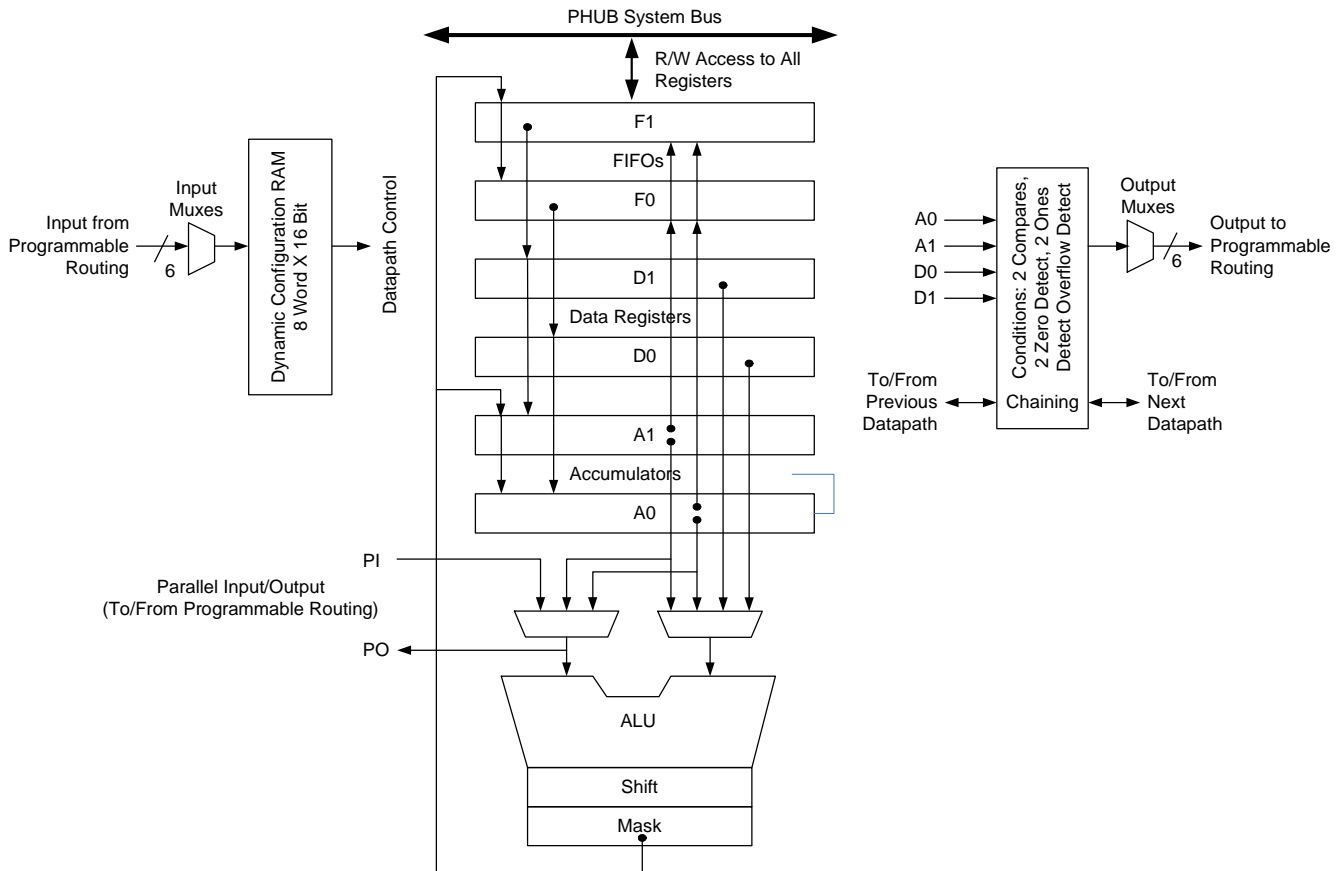 PHUB System Bus
R/W Access to All
Registers
F1
FIFOs
F0
D1
Data Registers
D0
A1
Accumulators
A0
Input from
Programmable
Routing
6
Input
Muxes
Dynamic Configuration RAM
8 Word X 16 Bit
Datapath Control
A0
A1
D0
D1
Conditions: 2 Compares,
2 Zero Detect, 2 Ones
Detect Overflow Detect
Output
Muxes
6
Output to
Programmable
Routing
To/From
Previous
Datapath
Chaining
To/From
Next
Datapath
PI
Parallel Input/Output
(To/From Programmable Routing)
PO
ALU
Shift
Mask